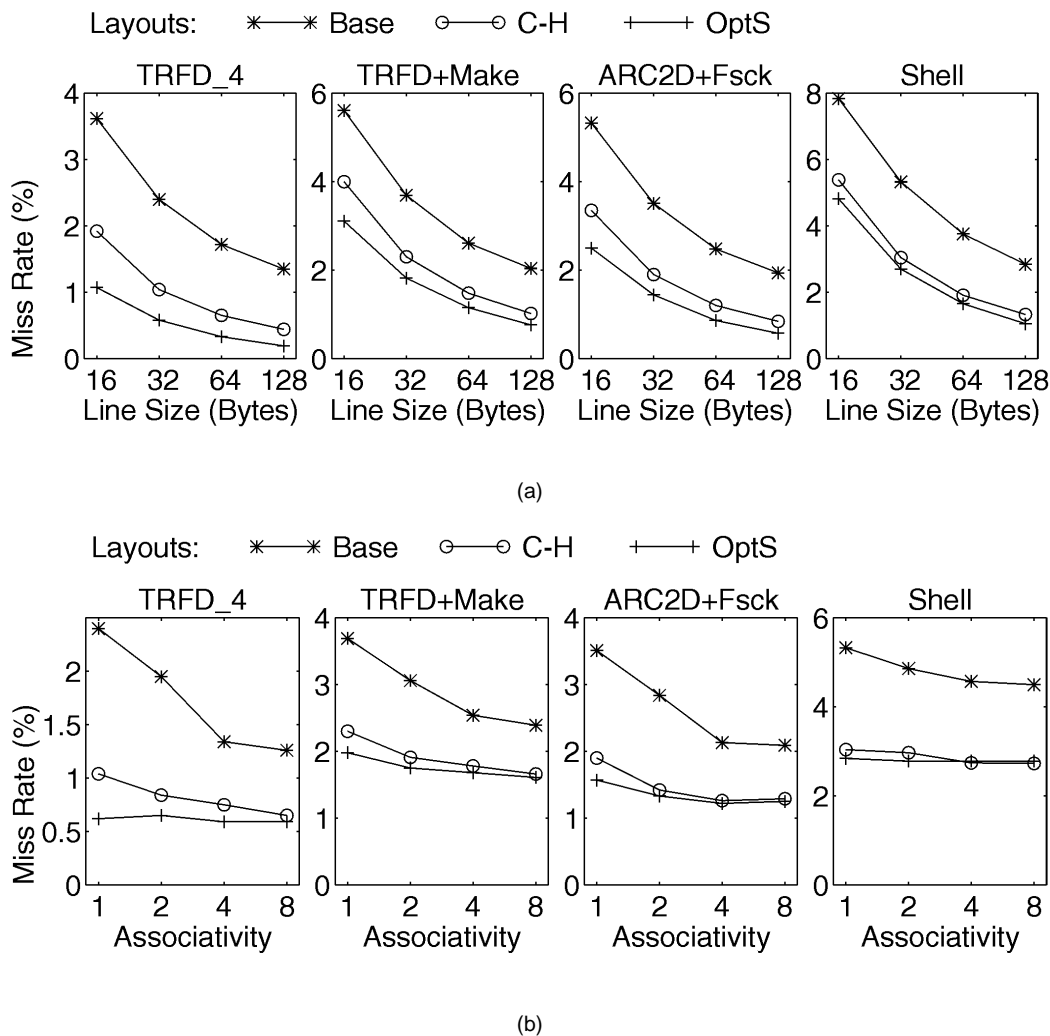 Layouts: Base C-H OptS
TRFD_4 TRFD+Make ARC2D+Fsck Shell
Miss Rate (%)
4
3
2
1
0
16 32 64 128
Line Size (Bytes)
6
4
2
0
16 32 64 128
Line Size (Bytes)
6
4
2
0
16 32 64 128
Line Size (Bytes)
8
6
4
2
0
16 32 64 128
Line Size (Bytes)
(a)
Layouts: Base C-H OptS
TRFD_4 TRFD+Make ARC2D+Fsck Shell
Miss Rate (%)
2
1.5
1
0.5
0
1 2 4 8
Associativity
4
3
2
1
0
1 2 4 8
Associativity
4
3
2
1
0
1 2 4 8
Associativity
6
4
2
0
1 2 4 8
Associativity
(b)